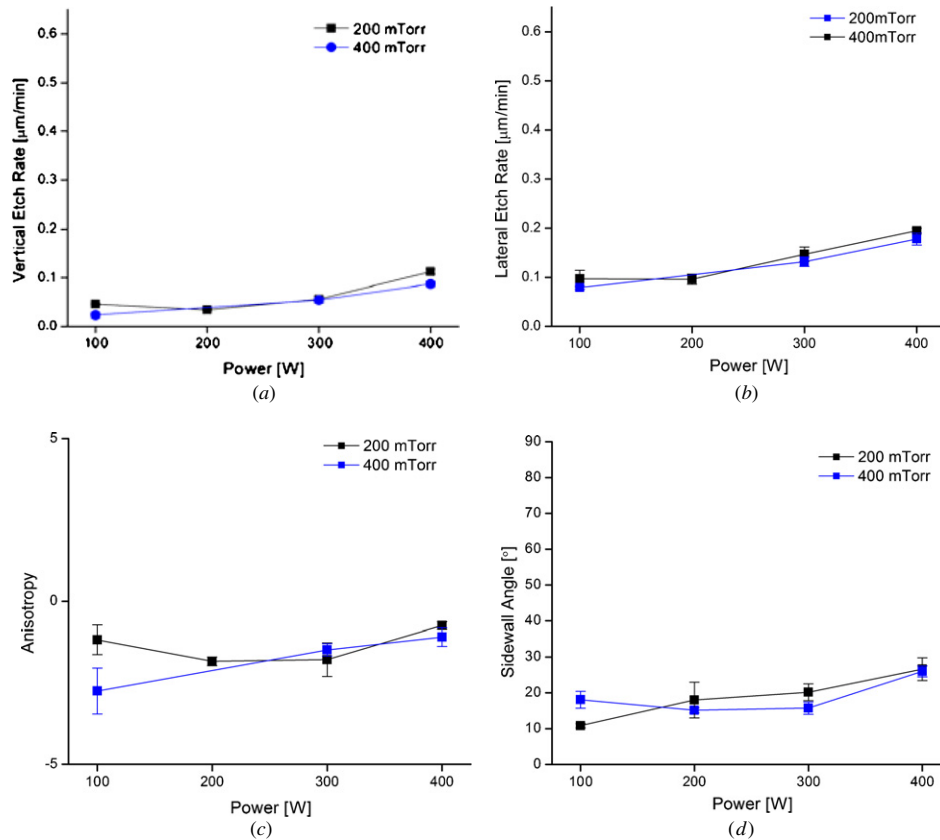 200 mTorr
400 mTorr
Vertical Etch Rate [μm/min]
0.6
0.5
0.4
0.3
0.2
0.1
0.0
100 200 300 400
Power [W]
(a)
200mTorr
400mTorr
Lateral Etch Rate [μm/min]
0.6
0.5
0.4
0.3
0.2
0.1
0.0
100 200 300 400
Power [W]
(b)
200 mTorr
400 mTorr
Anisotropy
5
0
-5
100 200 300 400
Power [W]
(c)
200 mTorr
400 mTorr
Sidewall Angle [°]
90
80
70
60
50
40
30
20
10
0
100 200 300 400
Power [W]
(d)